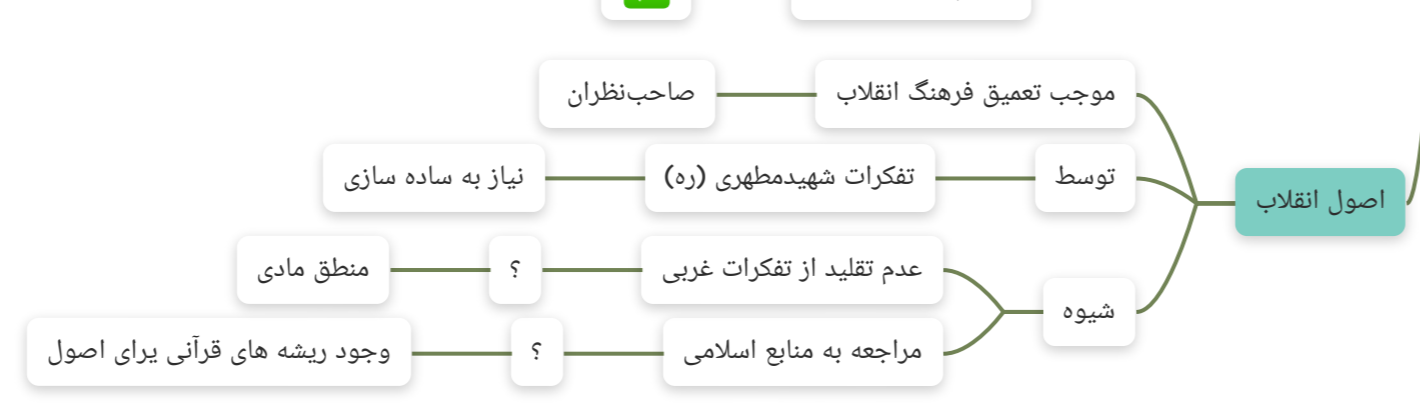 موجب تعمیق فرهنگ انقلاب
صاحب‌نظران
توسط
تفکرات شهیدمطهری (ره)
نیاز به ساده سازی
اصول انقلاب
عدم تقلید از تفکرات غربی
؟
منطق مادی
شیوه
مراجعه به منابع اسلامی
؟
وجود ریشه های قرآنی یرای اصول